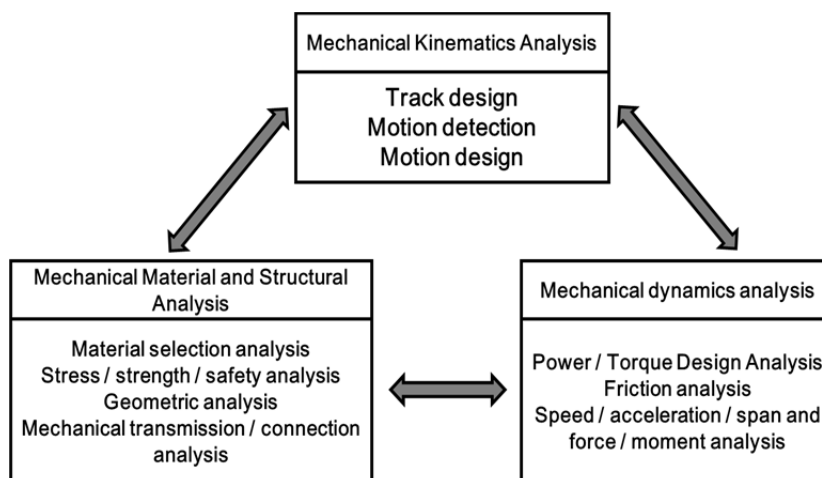 Mechanical Kinematics Analysis
Track design
Motion detection
Motion design
Mechanical Material and Structural
Analysis
Material selection analysis
Stress / strength / safety analysis
Geometric analysis
Mechanical transmission / connection
analysis
Mechanical dynamics analysis
Power / Torque Design Analysis
Friction analysis
Speed / acceleration / span and
force / moment analysis